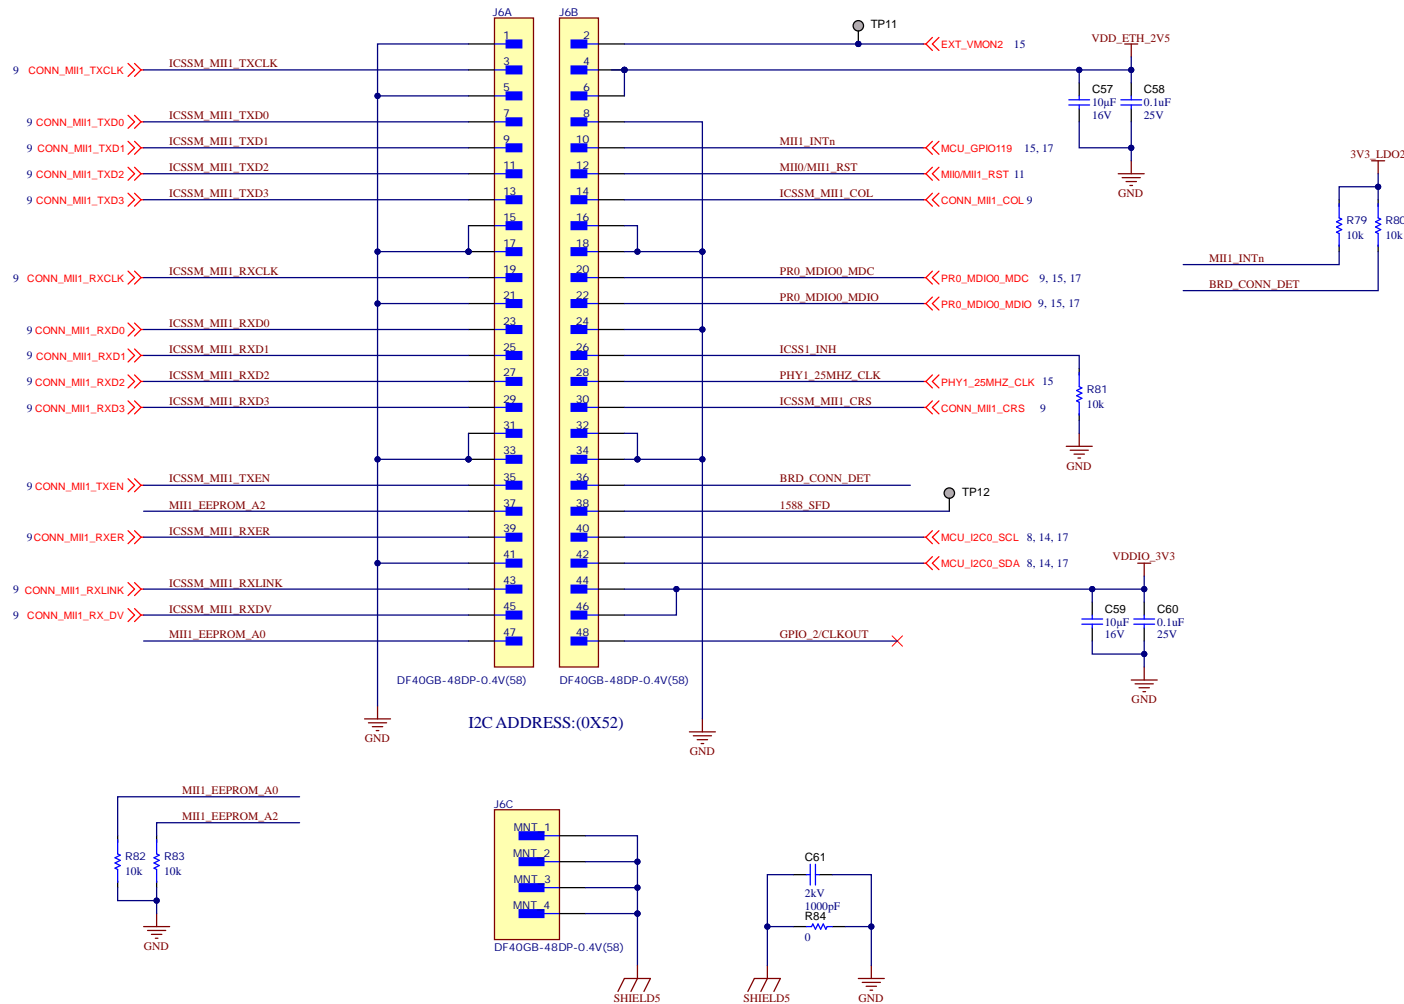 J6A
J6B
TP11
1
2
EXT_VMON2 15
VDD_ETH_2V5
9 CONN_MII1_TXCLK ICSSM_MII1_TXCLK 3
4
5
6
C57 10µF 16V
C58 0.1uF 25V
9 CONN_MII1_TXD0 ICSSM_MII1_TXD0 7
8
9 CONN_MII1_TXD1 ICSSM_MII1_TXD1 9
10 MII1_INTn MCU_GPIO119 15, 17
9 CONN_MII1_TXD2 ICSSM_MII1_TXD2 11
12 MII0/MII1_RST MII0/MII1_RST 11
9 CONN_MII1_TXD3 ICSSM_MII1_TXD3 13
14 ICSSM_MII1_COL CONN_MII1_COL 9
GND
3V3_LDO2
15
16
17
18
R79 10k
R80 10k
9 CONN_MII1_RXCLK ICSSM_MII1_RXCLK 19
20 PR0_MDIO0_MDC PR0_MDIO0_MDC 9, 15, 17
MII1_INTn
BRD_CONN_DET
21
22 PR0_MDIO0_MDIO PR0_MDIO0_MDIO 9, 15, 17
9 CONN_MII1_RXD0 ICSSM_MII1_RXD0 23
24
9 CONN_MII1_RXD1 ICSSM_MII1_RXD1 25
26 ICSS1_INH
9 CONN_MII1_RXD2 ICSSM_MII1_RXD2 27
28 PHY1_25MHZ_CLK PHY1_25MHZ_CLK 15
R81 10k
9 CONN_MII1_RXD3 ICSSM_MII1_RXD3 29
30 ICSSM_MII1_CRS CONN_MII1_CRS 9
31
32
33
34
GND
9 CONN_MII1_TXEN ICSSM_MII1_TXEN 35
36 BRD_CONN_DET
MII1_EEPROM_A2 37
38 1588_SFD TP12
9 CONN_MII1_RXER ICSSM_MII1_RXER 39
40 MCU_I2C0_SCL 8, 14, 17
41
42 MCU_I2C0_SDA 8, 14, 17
VDDIO_3V3
9 CONN_MII1_RXLINK ICSSM_MII1_RXLINK 43
44
9 CONN_MII1_RX_DV ICSSM_MII1_RXDV 45
46
C59 10µF 16V
C60 0.1uF 25V
MII1_EEPROM_A0 47
48 GPIO_2/CLKOUT
DF40GB-48DP-0.4V(58)
DF40GB-48DP-0.4V(58)
GND
GND
I2C ADDRESS:(0X52)
GND
MII1_EEPROM_A0
MII1_EEPROM_A2
R82 10k
R83 10k
GND
J6C
MNT_1
MNT_2
MNT_3
MNT_4
DF40GB-48DP-0.4V(58)
SHIELD5
C61
2kV
1000pF
R84
0
SHIELD5
GND